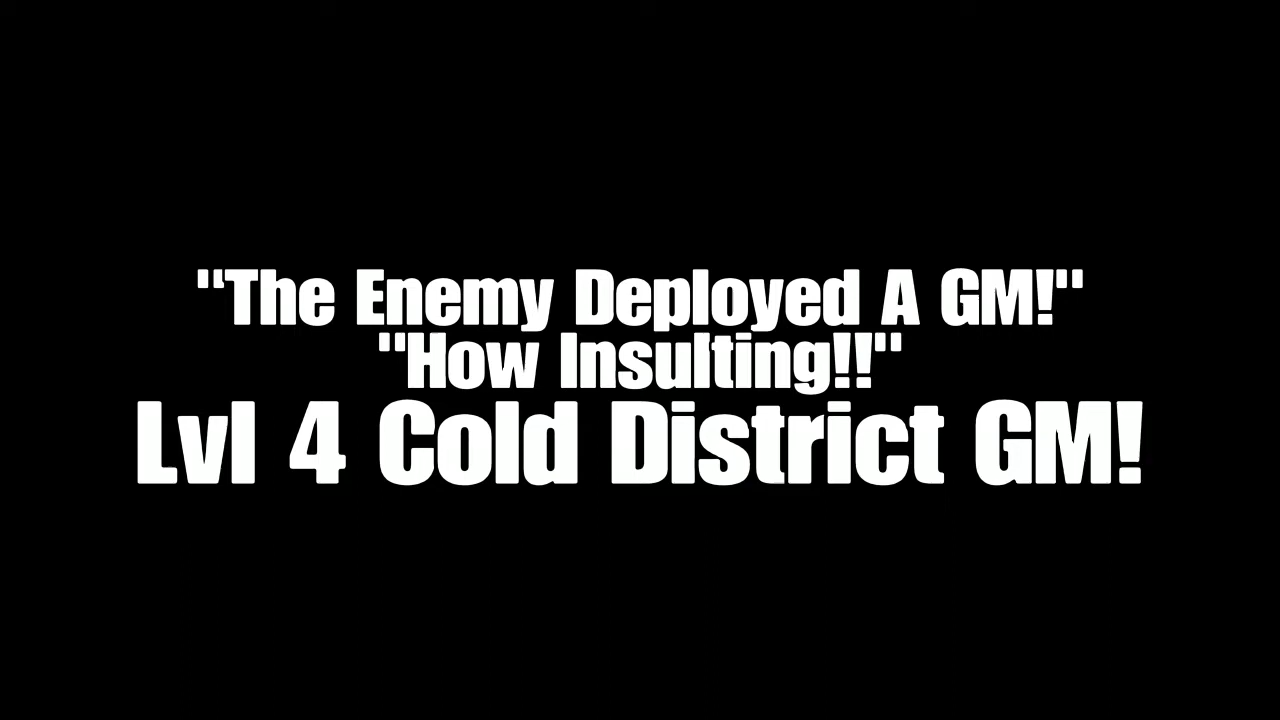 "The Enemy Deployed A GM!"
"How Insulting!!"
Lvl 4 Cold District GM!